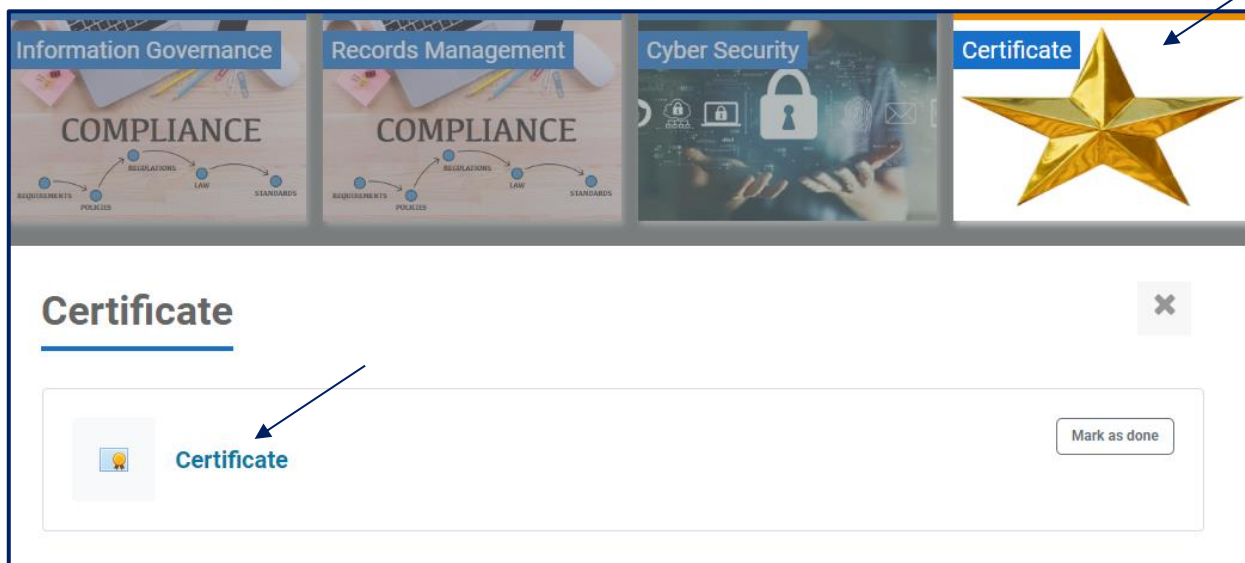 Information Governance
Records Management
Cyber Security
Certificate
COMPLIANCE
REGULATIONS
LAW
REQUIREMENTS
STANDARDS
POLICIES
COMPLIANCE
REGULATIONS
LAW
REQUIREMENTS
STANDARDS
POLICIES
Certificate
Certificate
Mark as done